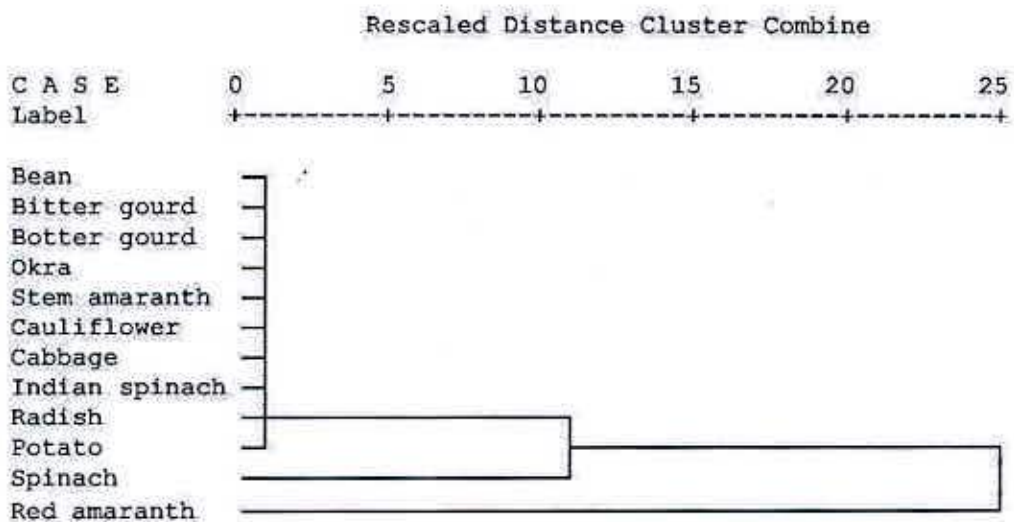 Rescaled Distance Cluster Combine
C A S E 0 5 10 15 20 25
Label
Bean
Bitter gourd
Botter gourd
Okra
Stem amaranth
Cauliflower
Cabbage
Indian spinach
Radish
Potato
Spinach
Red amaranth